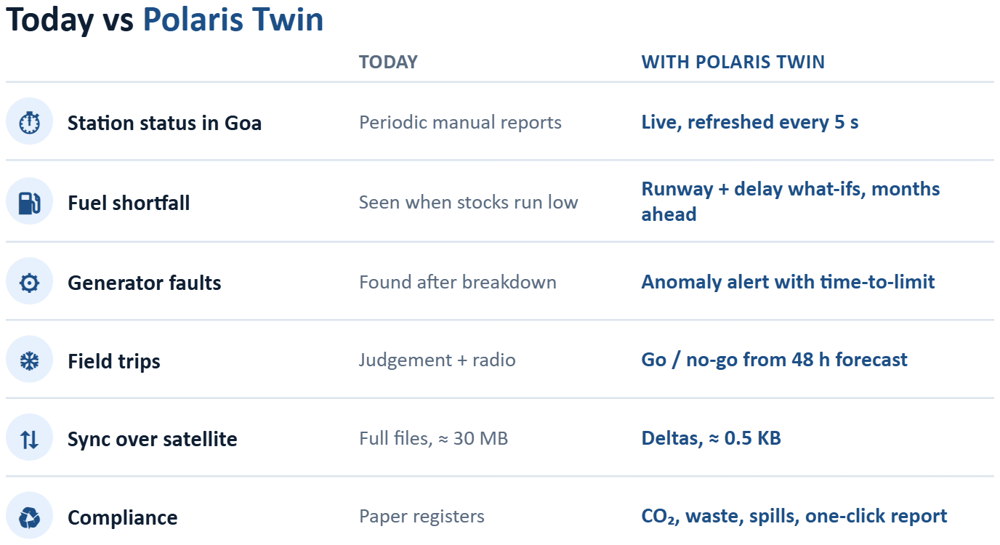 Today vs Polaris Twin
TODAY WITH POLARIS TWIN
Station status in Goa Periodic manual reports Live, refreshed every 5 s
Fuel shortfall Seen when stocks run low Runway + delay what-ifs, months
ahead
Generator faults Found after breakdown Anomaly alert with time-to-limit
Field trips Judgement + radio Go / no-go from 48 h forecast
Sync over satellite Full files, ≈ 30 MB Deltas, ≈ 0.5 KB
Compliance Paper registers CO₂, waste, spills, one-click report